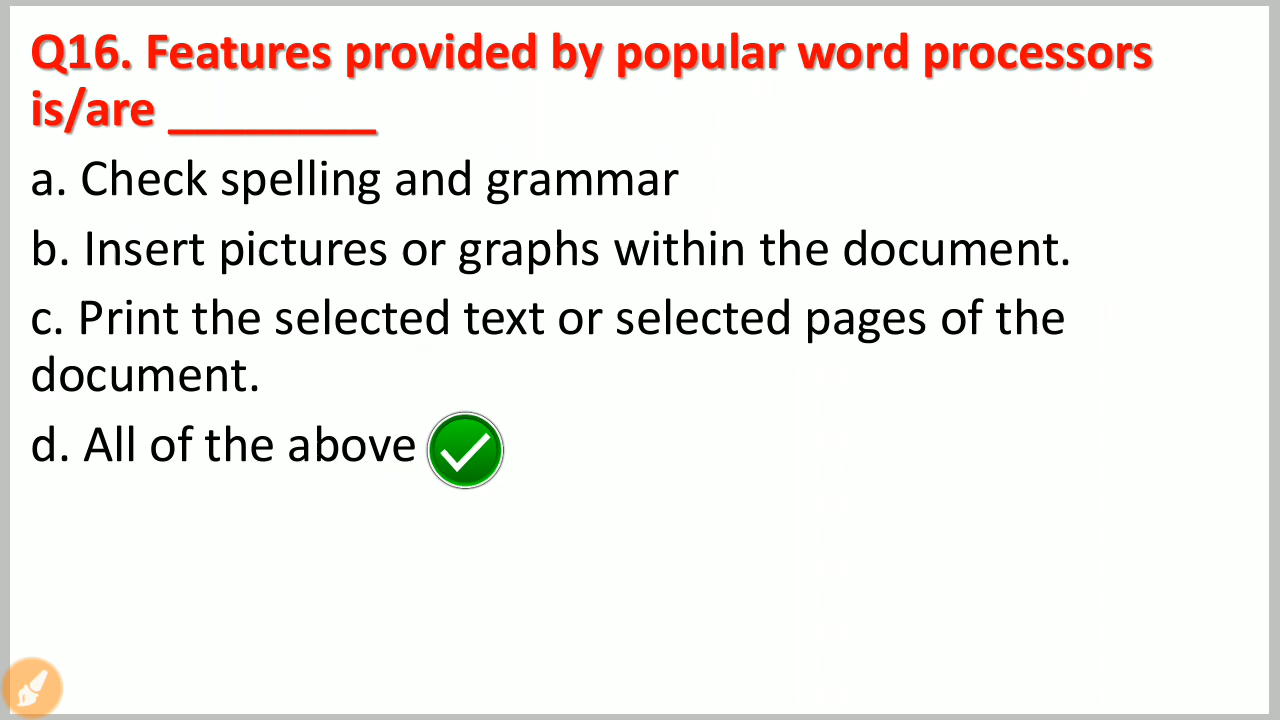 Q16. Features provided by popular word processors
is/are ________
a. Check spelling and grammar
b. Insert pictures or graphs within the document.
c. Print the selected text or selected pages of the
document.
d. All of the above